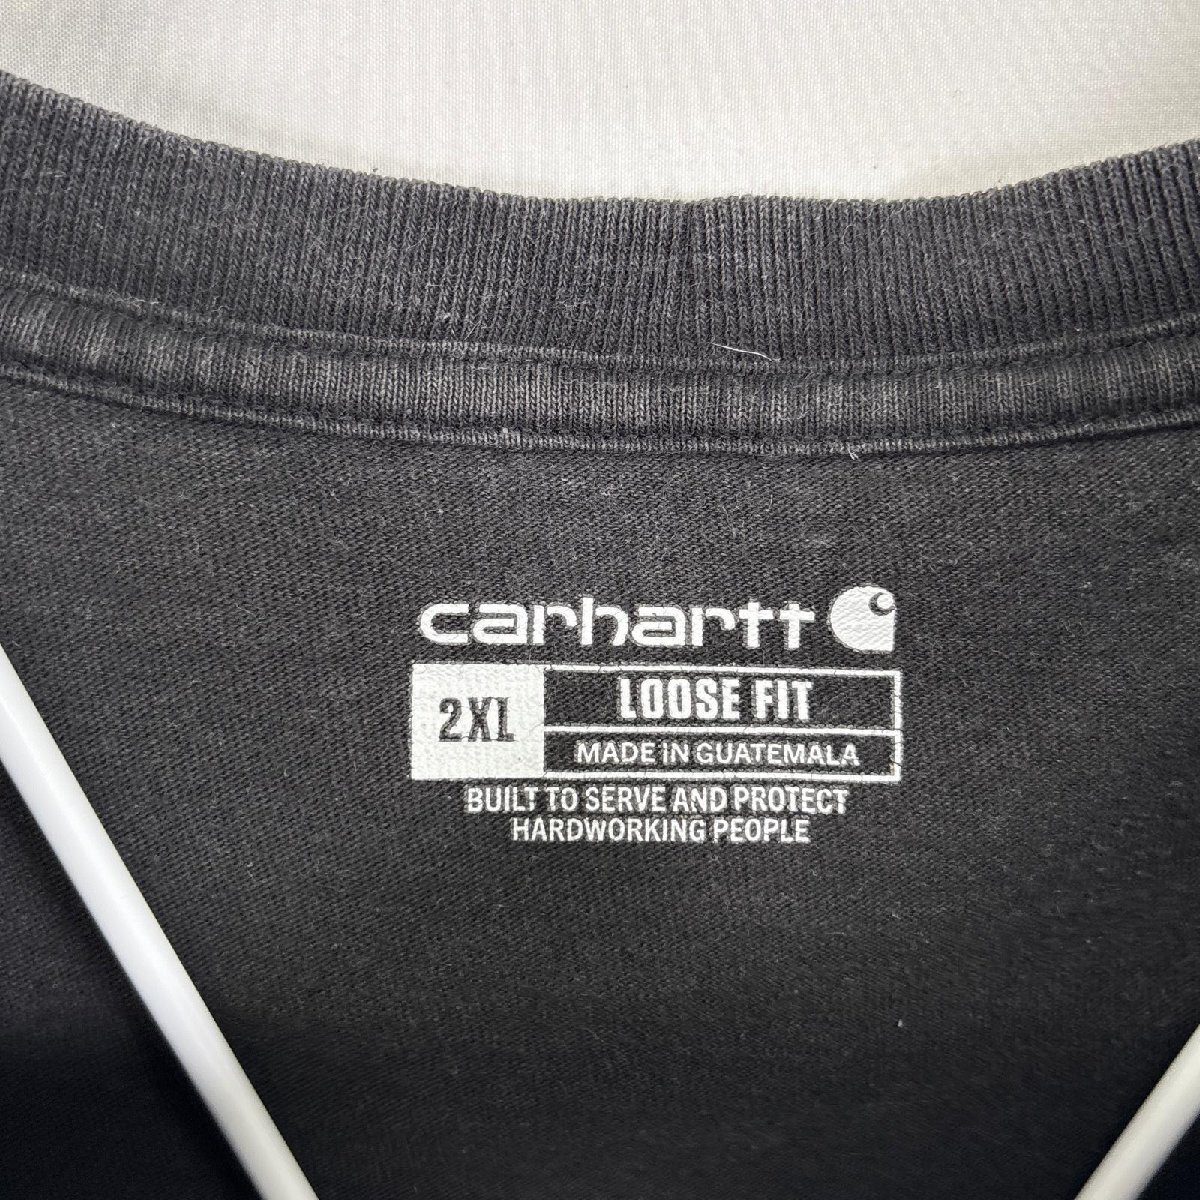 carhartt
2XL
LOOSE FIT
MADE IN GUATEMALA
BUILT TO SERVE AND PROTECT
HARDWORKING PEOPLE